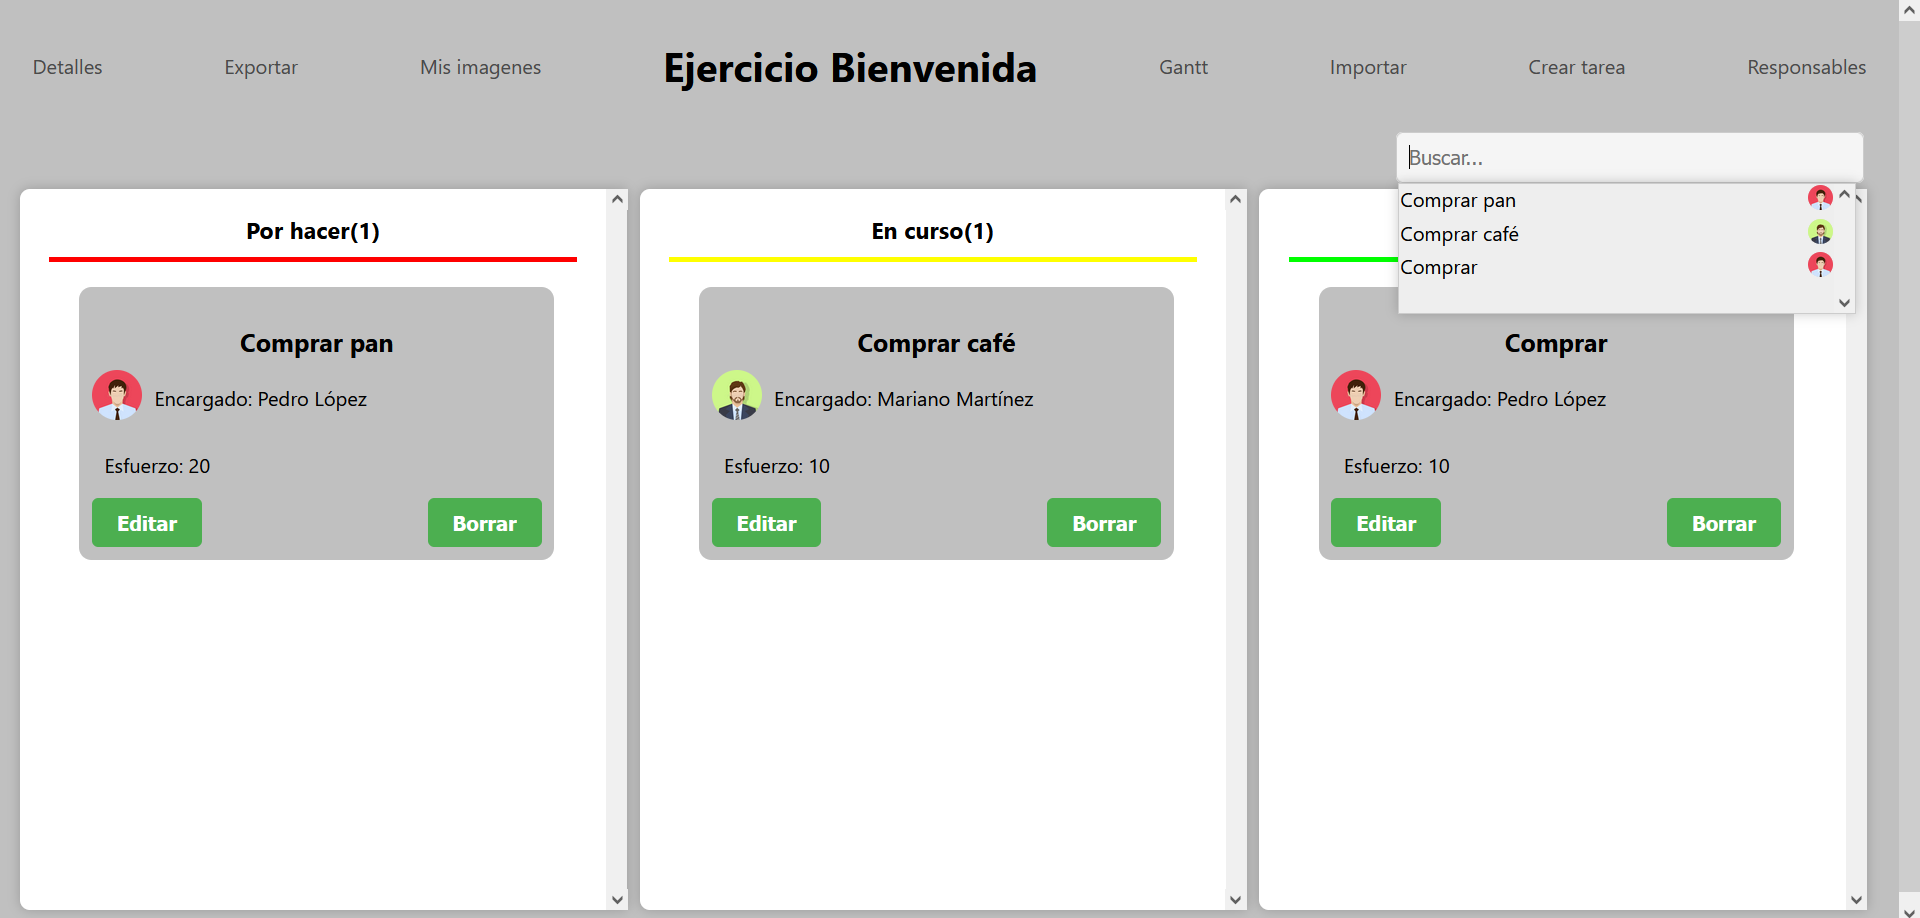 Detalles
Exportar
Mis imagenes
Ejercicio Bienvenida
Gantt
Importar
Crear tarea
Responsables
Buscar...
Comprar pan
Comprar café
Comprar
Por hacer(1)
Comprar pan
Encargado: Pedro López
Esfuerzo: 20
Editar
Borrar
En curso(1)
Comprar café
Encargado: Mariano Martínez
Esfuerzo: 10
Editar
Borrar
Comprar
Encargado: Pedro López
Esfuerzo: 10
Editar
Borrar